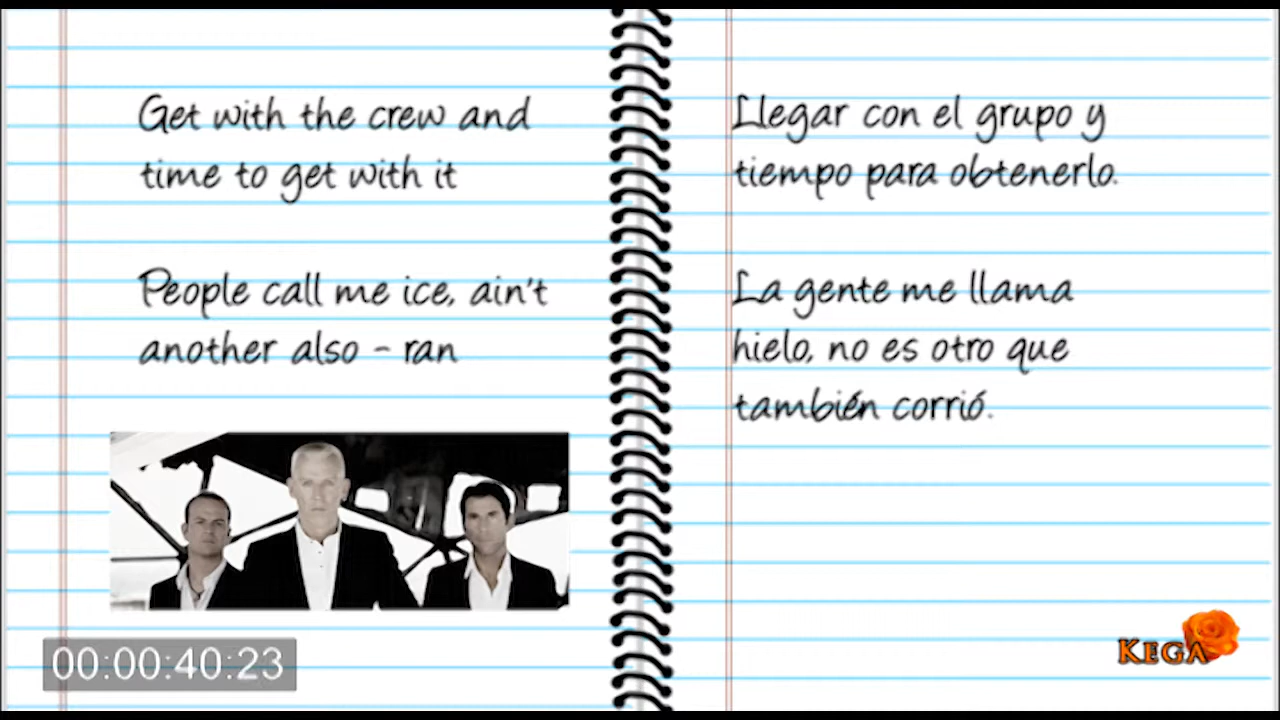 Get with the crew and
time to get with it
People call me ice, ain't
another also - ran
Llegar con el grupo y
tiempo para obtenerlo.
La gente me llama
hielo, no es otro que
también corrió.
00:00:40:23
KEGA